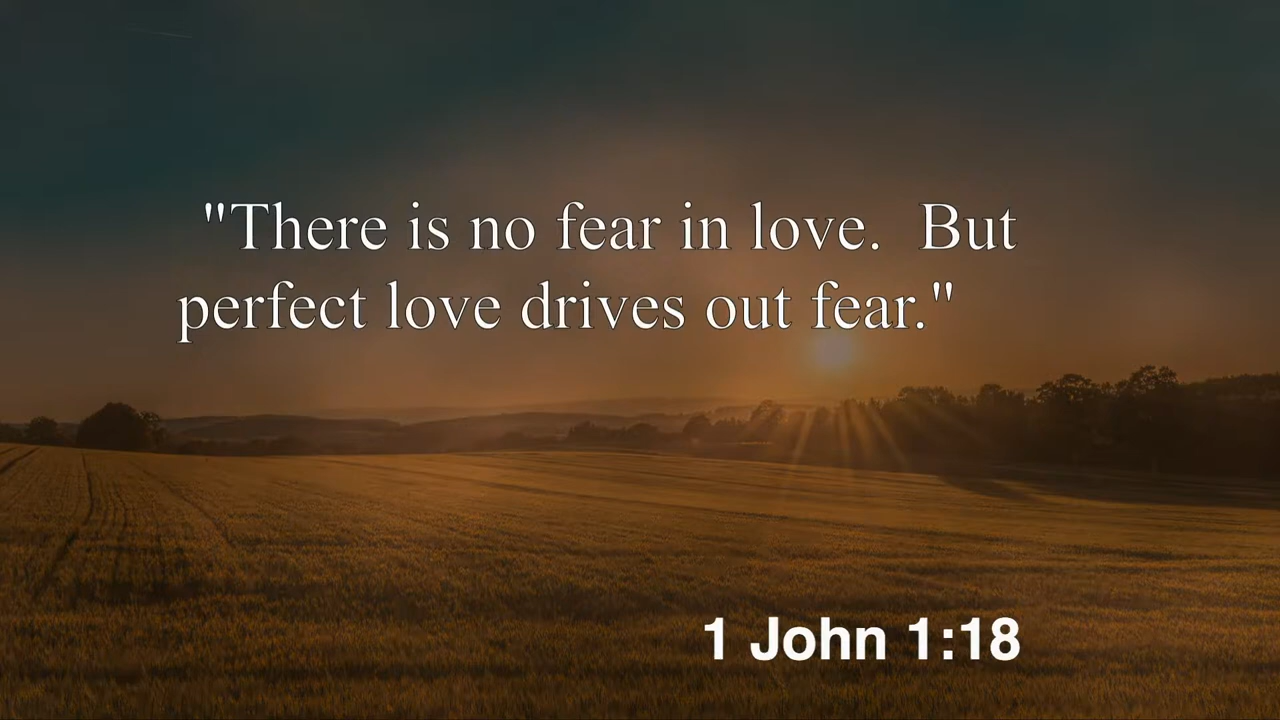 "There is no fear in love.  But
perfect love drives out fear."
1 John 1:18